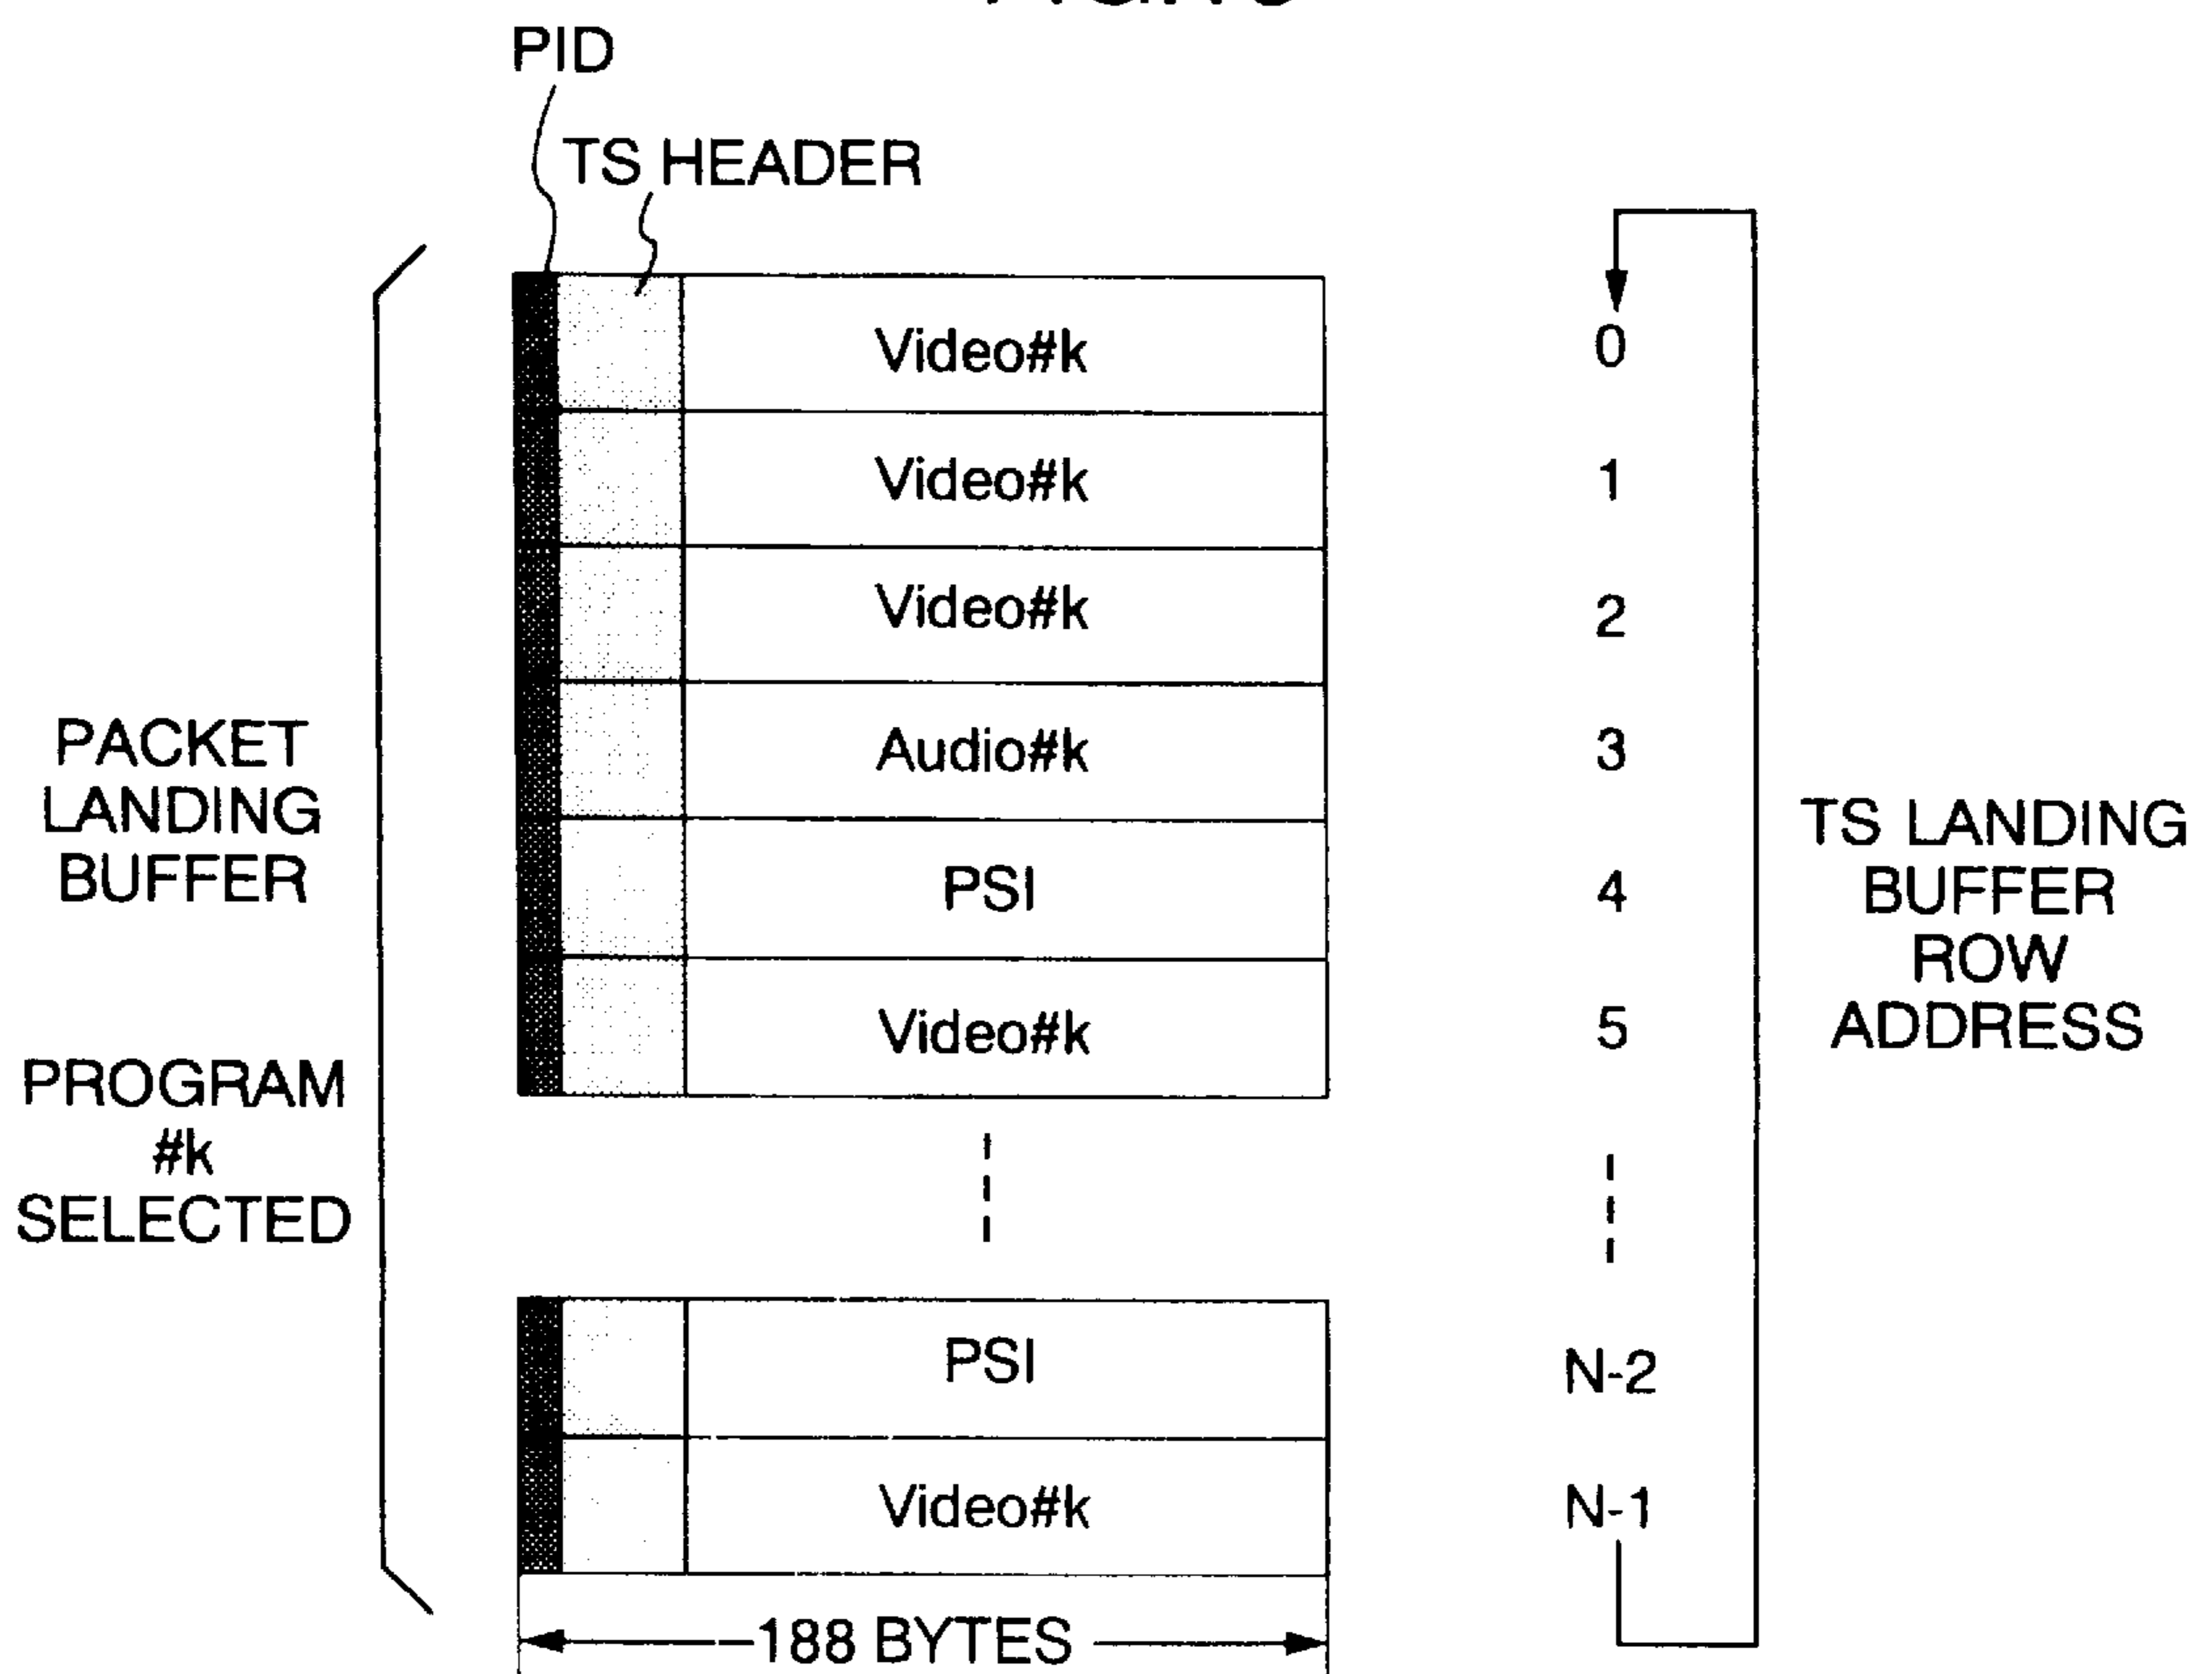 PID
TS HEADER
Video#k
0
Video#k
1
Video#k
2
Audio#k
3
PSI
4
Video#k
5
PACKET
LANDING
BUFFER
PROGRAM
#k
SELECTED
TS LANDING
BUFFER
ROW
ADDRESS
PSI
N-2
Video#k
N-1
188 BYTES